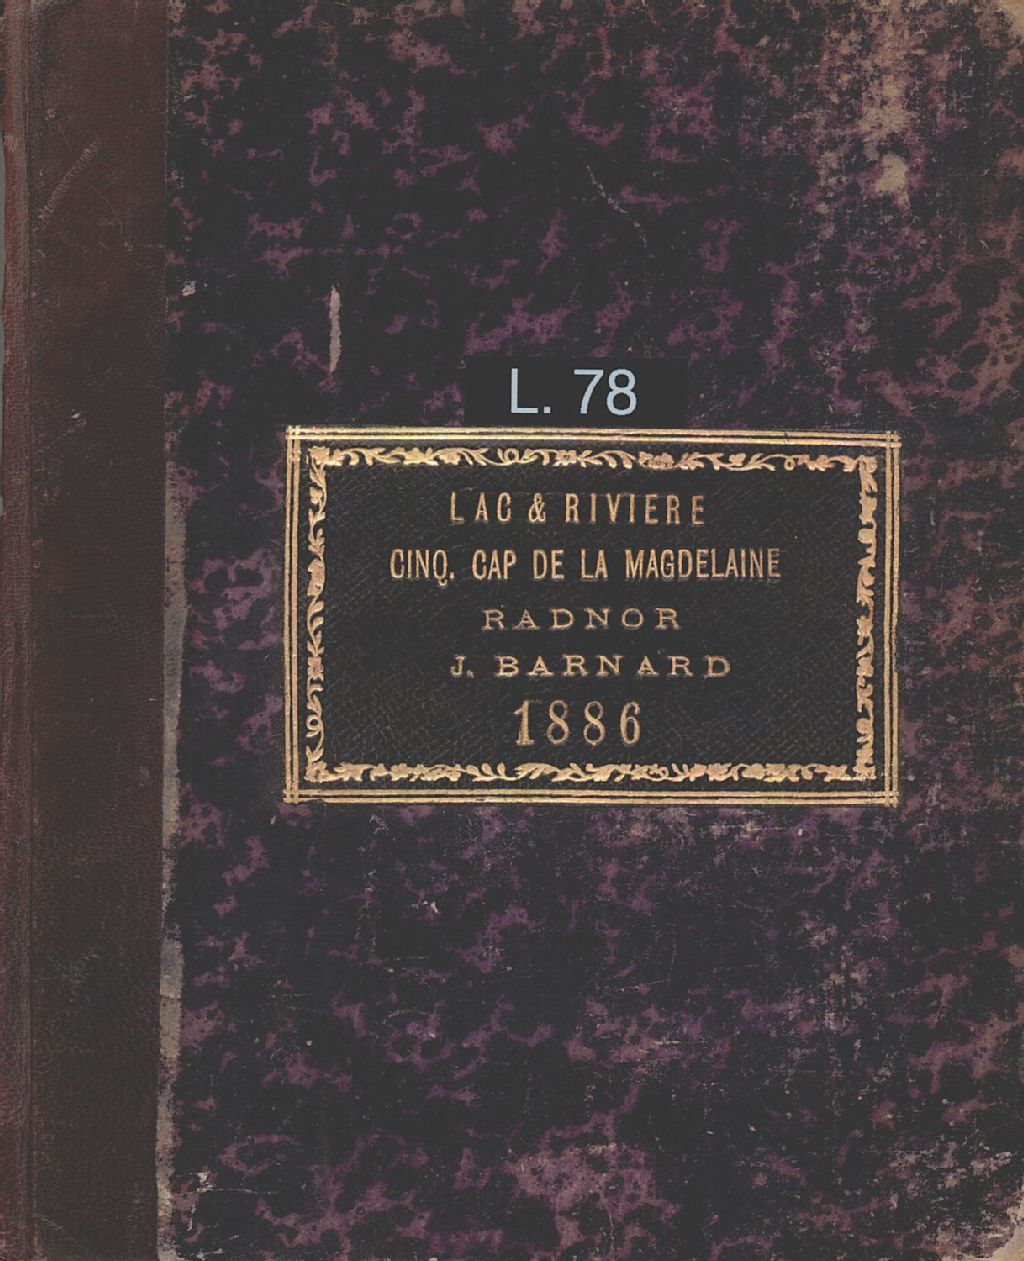 L. 78
LAC & RIVIERE
CINQ. CAP DE LA MAGDELAINE
RADNOR
J. BARNARD
1886